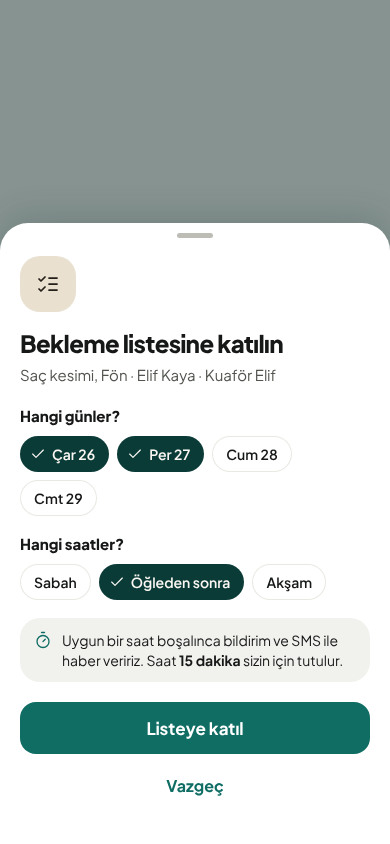 Bekleme listesine katılın
Saç kesimi, Fön · Elif Kaya · Kuaför Elif
Hangi günler?
Çar 26
Per 27
Cum 28
Cmt 29
Hangi saatler?
Sabah
Öğleden sonra
Akşam
Uygun bir saat boşalınca bildirim ve SMS ile
haber veririz. Saat 15 dakika sizin için tutulur.
Listeye katıl
Vazgeç